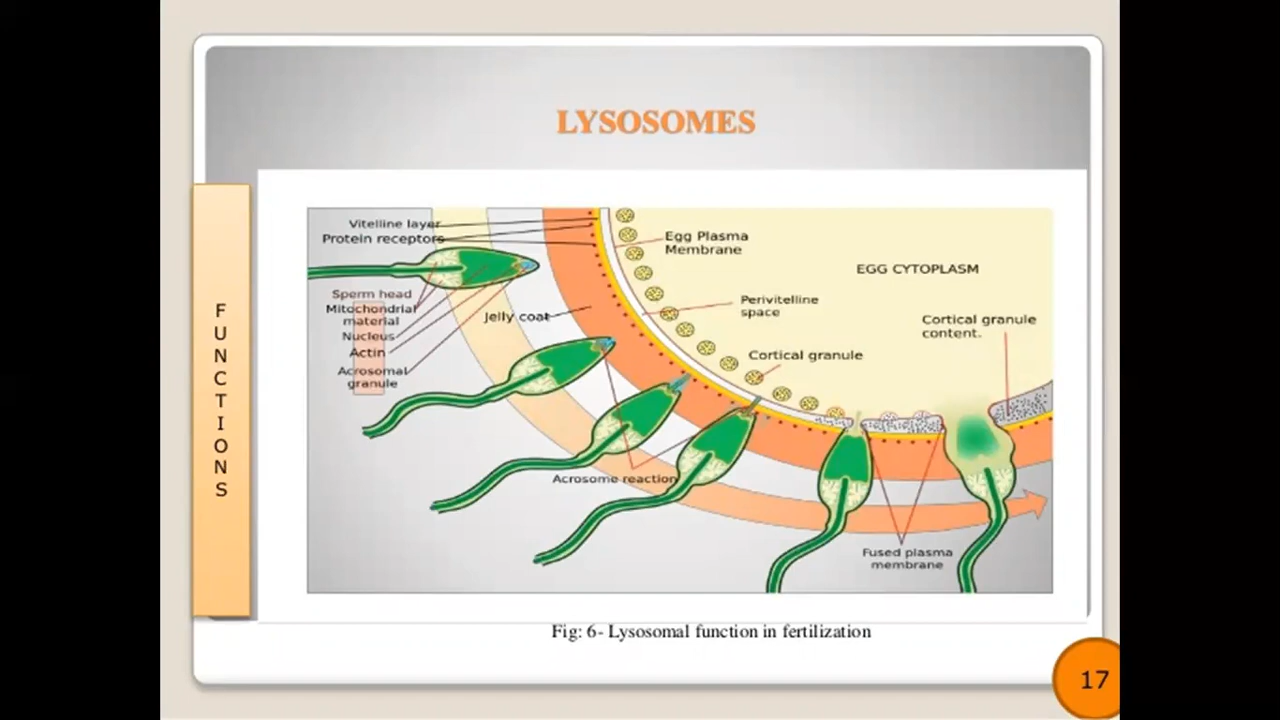 LYSOSOMES
FUNCTIONS
Vitelline layer
Protein receptors
Sperm head
Mitochondrial
material
Nucleus
Actin
Acrosomal
granule
Jelly coat
Acrosome reaction
Egg Plasma
Membrane
Perivitelline
space
Cortical granule
EGG CYTOPLASM
Cortical granule
content.
Fused plasma
membrane
Fig: 6- Lysosomal function in fertilization
17